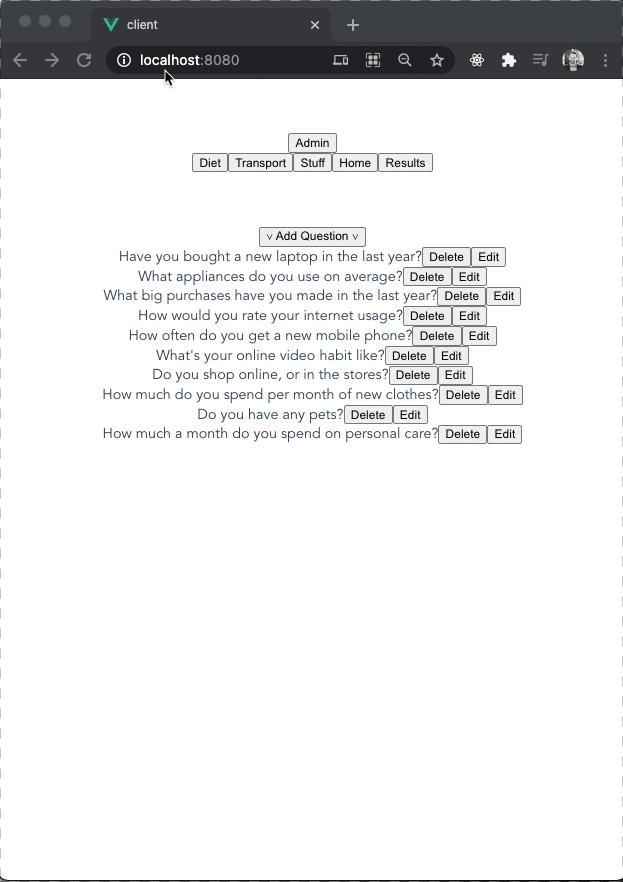 client
localhost:8080
Admin
Diet Transport Stuff Home Results
˅ Add Question ˅
Have you bought a new laptop in the last year? Delete Edit
What appliances do you use on average? Delete Edit
What big purchases have you made in the last year? Delete Edit
How would you rate your internet usage? Delete Edit
How often do you get a new mobile phone? Delete Edit
What's your online video habit like? Delete Edit
Do you shop online, or in the stores? Delete Edit
How much do you spend per month of new clothes? Delete Edit
Do you have any pets? Delete Edit
How much a month do you spend on personal care? Delete Edit